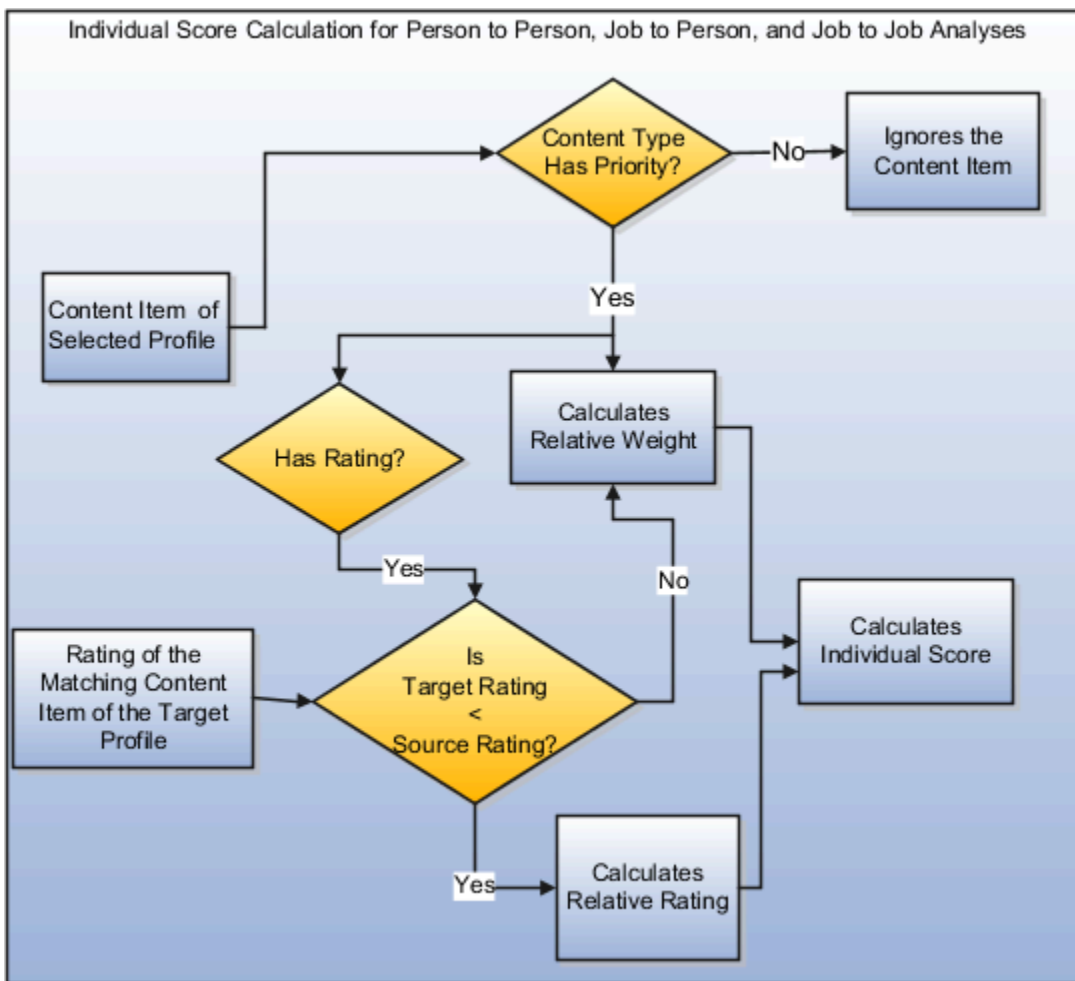 Individual Score Calculation for Person to Person, Job to Person, and Job to Job Analyses
Content Type
Has Priority?
No
Ignores the
Content Item
Yes
Content Item of
Selected Profile
Has Rating?
Calculates
Relative Weight
Yes
No
Rating of the
Matching Content
Item of the Target
Profile
Is
Target Rating
<
Source Rating?
Calculates
Individual Score
Yes
Calculates
Relative Rating